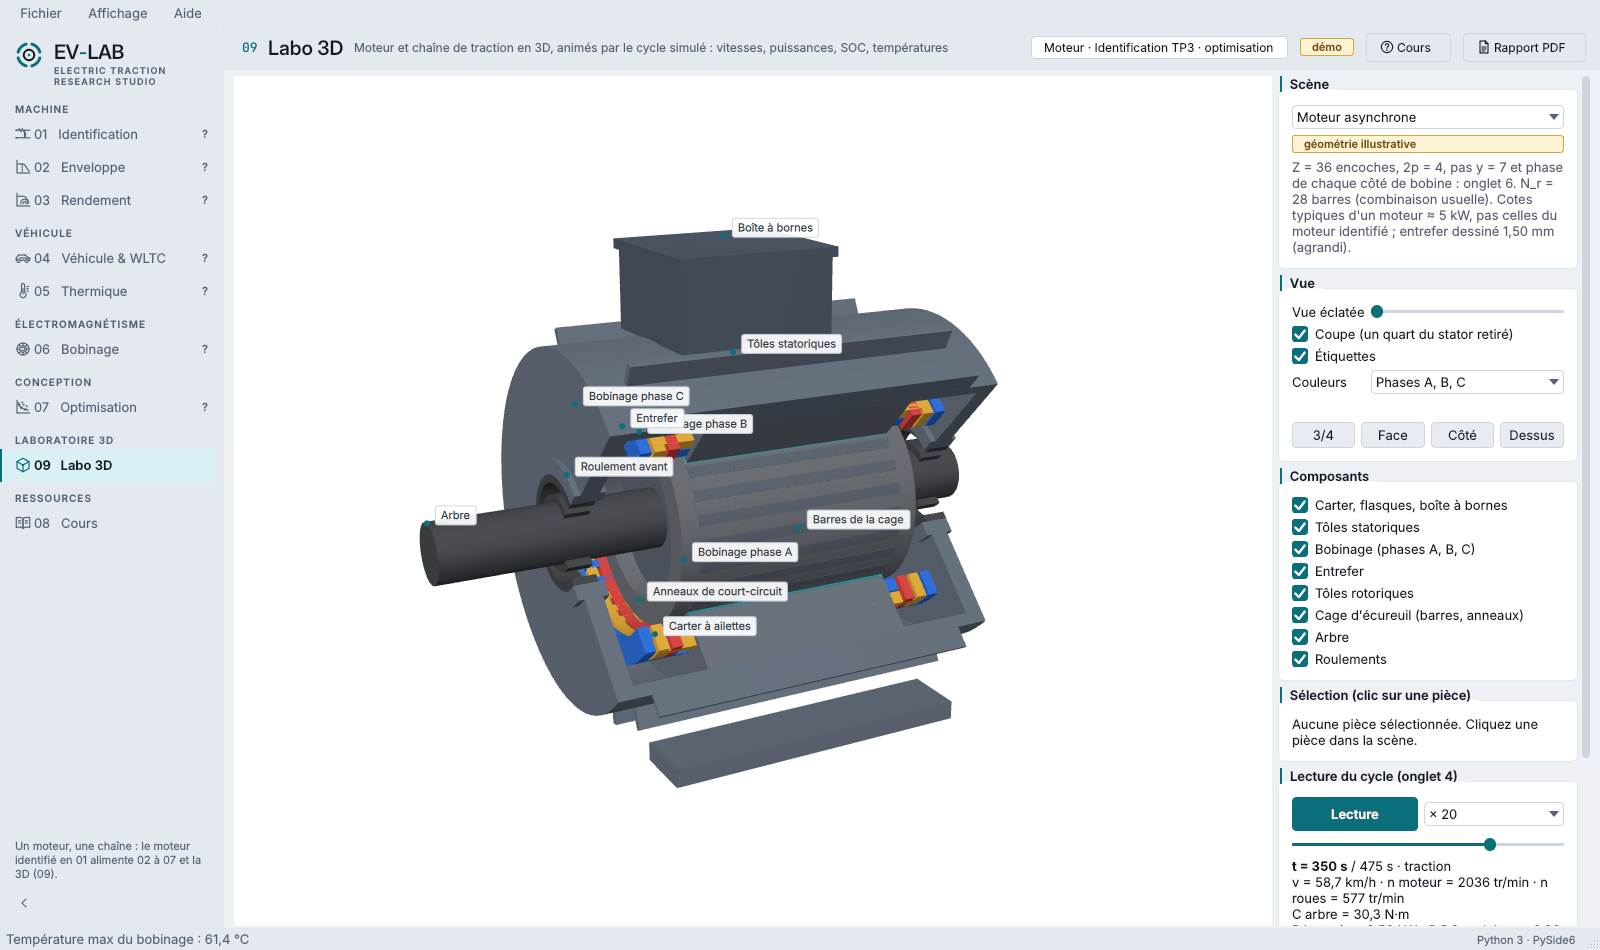 Fichier Affichage Aide
EV-LAB
ELECTRIC TRACTION
RESEARCH STUDIO
MACHINE
01 Identification ?
02 Enveloppe ?
03 Rendement ?
VÉHICULE
04 Véhicule & WLTC ?
05 Thermique ?
ÉLECTROMAGNÉTISME
06 Bobinage ?
CONCEPTION
07 Optimisation ?
LABORATOIRE 3D
09 Labo 3D
RESSOURCES
08 Cours
Un moteur, une chaîne : le moteur
identifié en 01 alimente 02 à 07 et la
3D (09).
09 Labo 3D Moteur et chaîne de traction en 3D, animés par le cycle simulé : vitesses, puissances, SOC, températures
Moteur · Identification TP3 · optimisation
démo
Cours
Rapport PDF
Boîte à bornes
Tôles statoriques
Bobinage phase C
Entrefer
age phase B
Roulement avant
Arbre
Barres de la cage
Bobinage phase A
Anneaux de court-circuit
Carter à ailettes
Scène
Moteur asynchrone
géométrie illustrative
Z = 36 encoches, 2p = 4, pas y = 7 et phase
de chaque côté de bobine : onglet 6. N_r =
28 barres (combinaison usuelle). Cotes
typiques d'un moteur ≈ 5 kW, pas celles du
moteur identifié ; entrefer dessiné 1,50 mm
(agrandi).
Vue
Vue éclatée
Coupe (un quart du stator retiré)
Étiquettes
Couleurs Phases A, B, C
3/4 Face Côté Dessus
Composants
Carter, flasques, boîte à bornes
Tôles statoriques
Bobinage (phases A, B, C)
Entrefer
Tôles rotoriques
Cage d'écureuil (barres, anneaux)
Arbre
Roulements
Sélection (clic sur une pièce)
Aucune pièce sélectionnée. Cliquez une
pièce dans la scène.
Lecture du cycle (onglet 4)
Lecture × 20
t = 350 s / 475 s · traction
v = 58,7 km/h · n moteur = 2036 tr/min · n
roues = 577 tr/min
C arbre = 30,3 N·m
Température max du bobinage : 61,4 °C
Python 3 · PySide6